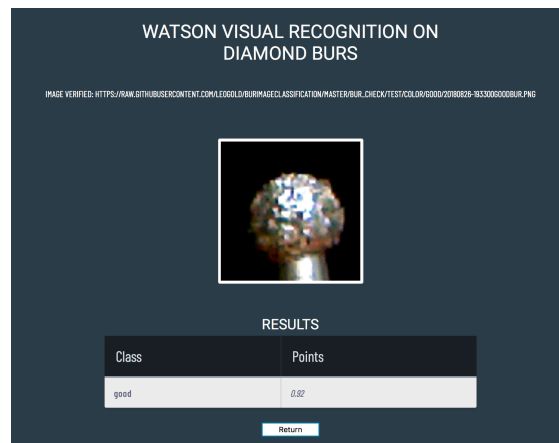 WATSON VISUAL RECOGNITION ON
DIAMOND BURS
IMAGE VERIFIED: HTTPS://RAW.GITHUBUSERCONTENT.COM/LEOGOLD/BURIMAGECLASSIFICATION/MASTER/BUR_CHECK/TEST/COLOR/GOOD/20180826-193300GOODBUR.PNG
RESULTS
Class Points
good 0.92
Return